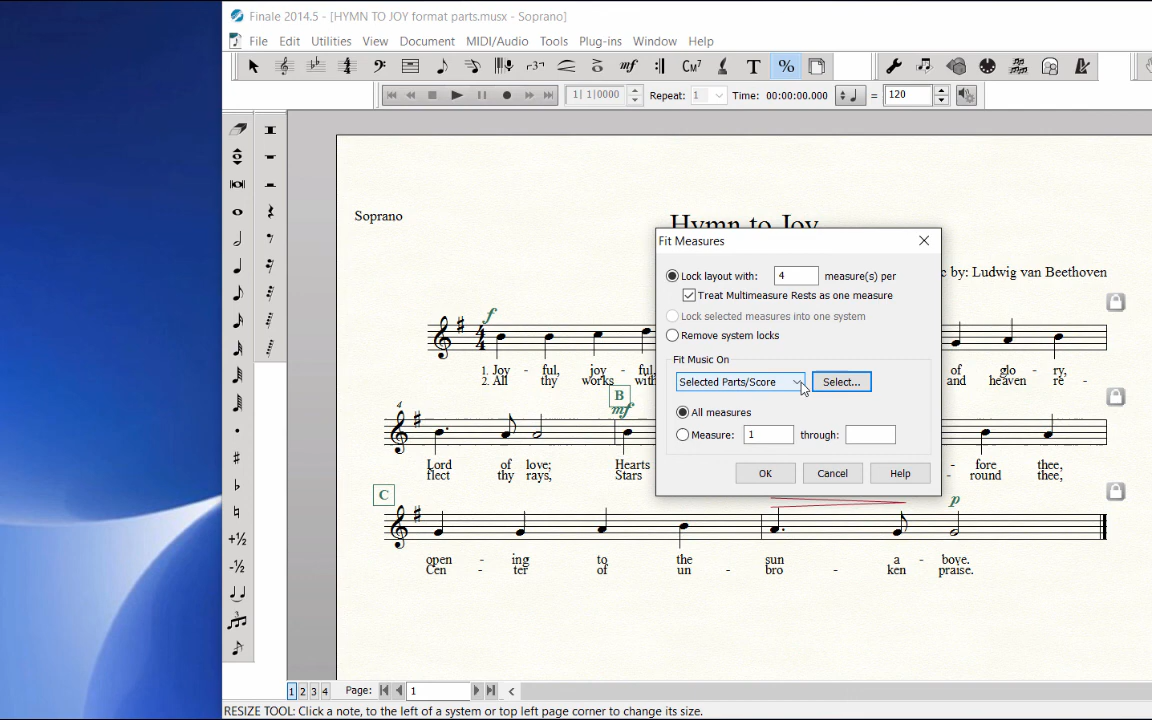 Finale 2014.5 - [HYMN TO JOY format parts.musx - Soprano]
File Edit Utilities View Document MIDI/Audio Tools Plug-ins Window Help
mf CM7 T %
1| 1|0000 Repeat: 1 Time: 00:00:00.000 = 120
Soprano
Hymn to Joy
by: Ludwig van Beethoven
Fit Measures
Lock layout with: 4 measure(s) per
Treat Multimeasure Rests as one measure
Lock selected measures into one system
Remove system locks
Fit Music On
Selected Parts/Score Select...
All measures
Measure: 1 through:
OK Cancel Help
f
1. Joy - ful, joy - ful, of glo - ry,
2. All thy works with and heaven re -
B
4 mf
Lord of love; Hearts - fore thee,
flect thy rays, Stars - round thee,
C p
open - ing to the sun a - bove.
Cen - ter of un - bro - ken praise.
+½
-½
1 2 3 4 Page: 1
RESIZE TOOL: Click a note, to the left of a system or top left page corner to change its size.